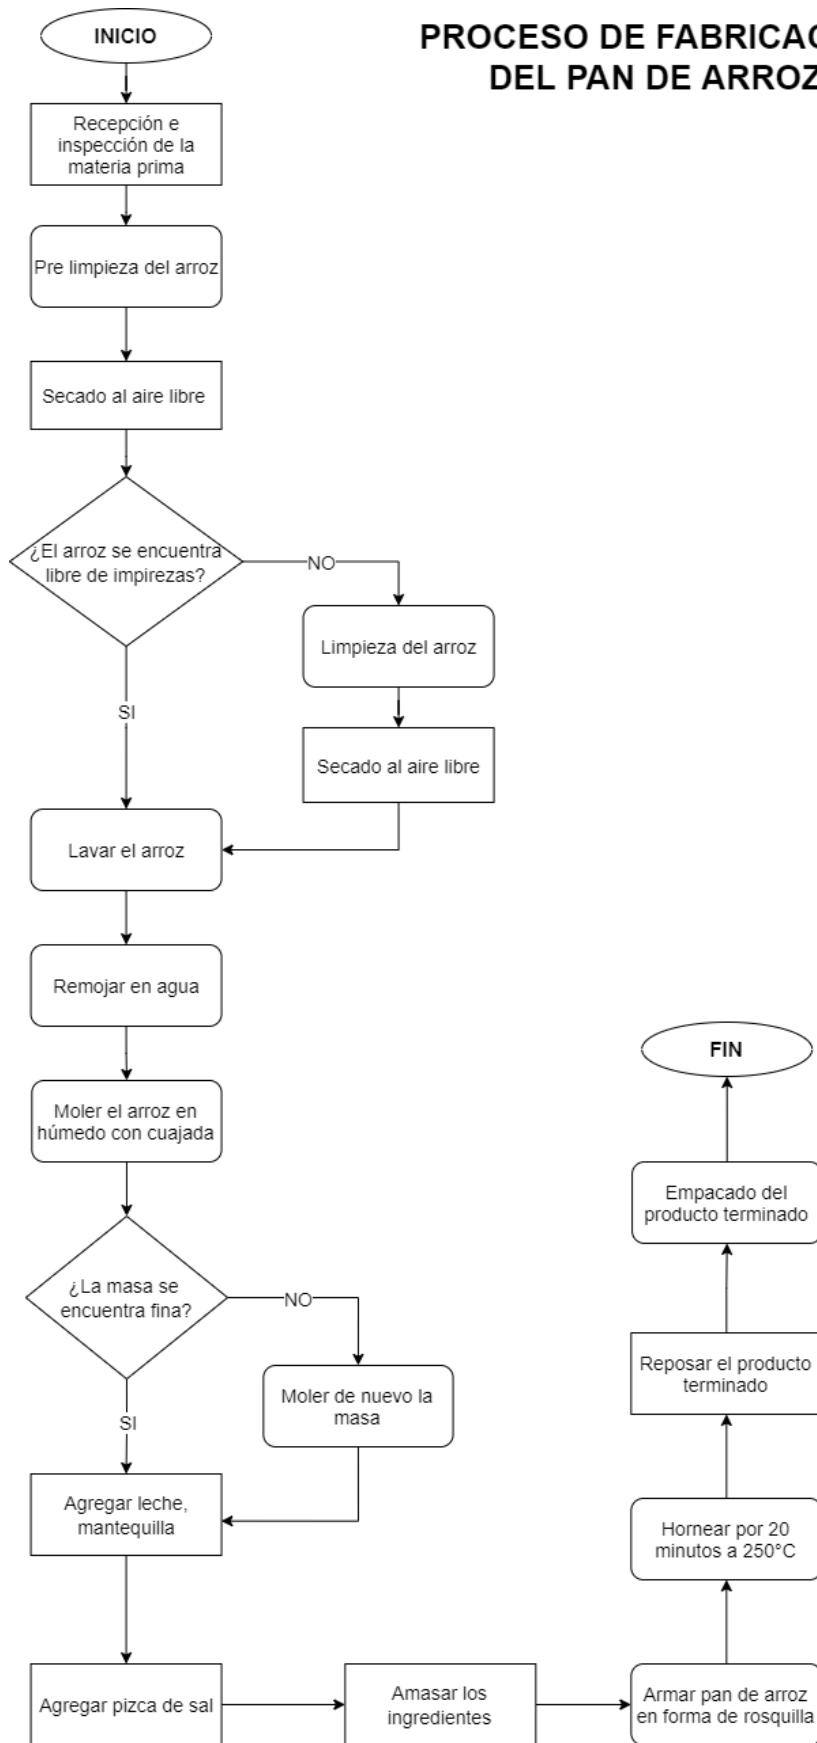 INICIO
PROCESO DE FABRICAC
DEL PAN DE ARROZ
Recepción e
inspección de la
materia prima
Pre limpieza del arroz
Secado al aire libre
¿El arroz se encuentra
libre de impirezas?
NO
Limpieza del arroz
SI
Secado al aire libre
Lavar el arroz
Remojar en agua
Moler el arroz en
húmedo con cuajada
¿La masa se
encuentra fina?
NO
Moler de nuevo la
masa
SI
Agregar leche,
mantequilla
Agregar pizca de sal
Amasar los
ingredientes
Armar pan de arroz
en forma de rosquilla
Hornear por 20
minutos a 250°C
Reposar el producto
terminado
Empacado del
producto terminado
FIN